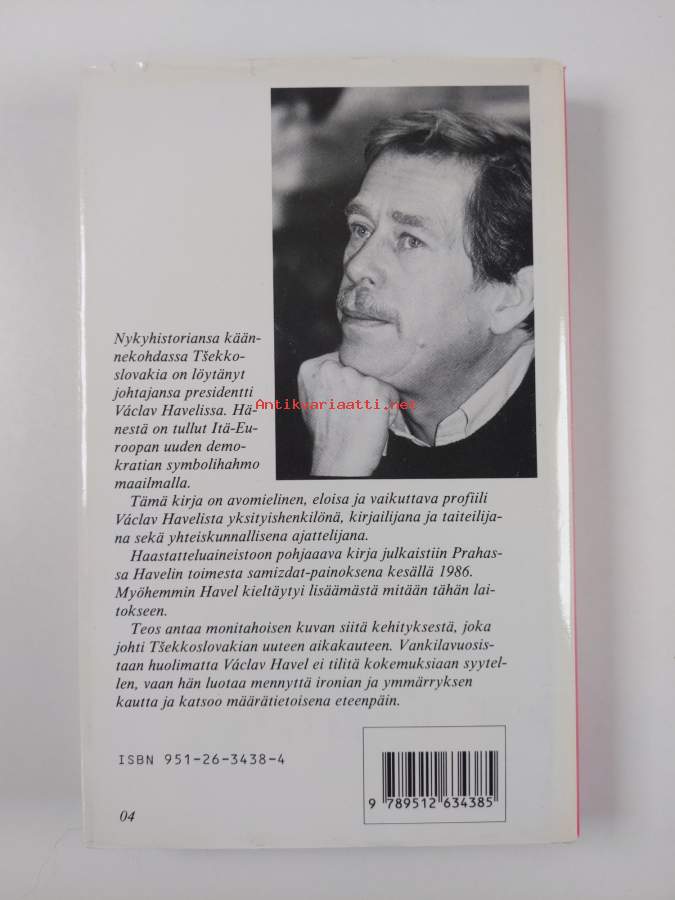 Nykyhistoriansa kään-
nekohdassa Tšekko-
slovakia on löytänyt
johtajansa presidentti
Václav Havelissa. Hä-
nestä on tullut Itä-Eu-
roopan uuden demo-
kratian symbolihahmo
maailmalla.
Tämä kirja on avomielinen, eloisa ja vaikuttava profiili
Václav Havelista yksityishenkilönä, kirjailijana ja taiteilija-
na sekä yhteiskunnallisena ajattelijana.
Haastatteluaineistoon pohjaaava kirja julkaistiin Prahas-
sa Havelin toimesta samizdat-painoksena kesällä 1986.
Myöhemmin Havel kieltäytyi lisäämästä mitään tähän lai-
tokseen.
Teos antaa monitahoisen kuvan siitä kehityksestä, joka
johti Tšekkoslovakian uuteen aikakauteen. Vankilavuosis-
taan huolimatta Václav Havel ei tilitä kokemuksiaan syytel-
len, vaan hän luotaa mennyttä ironian ja ymmärryksen
kautta ja katsoo määrätietoisena eteenpäin.
ISBN 951-26-3438-4
9 789512 634385
04
Antikvariaatti.net